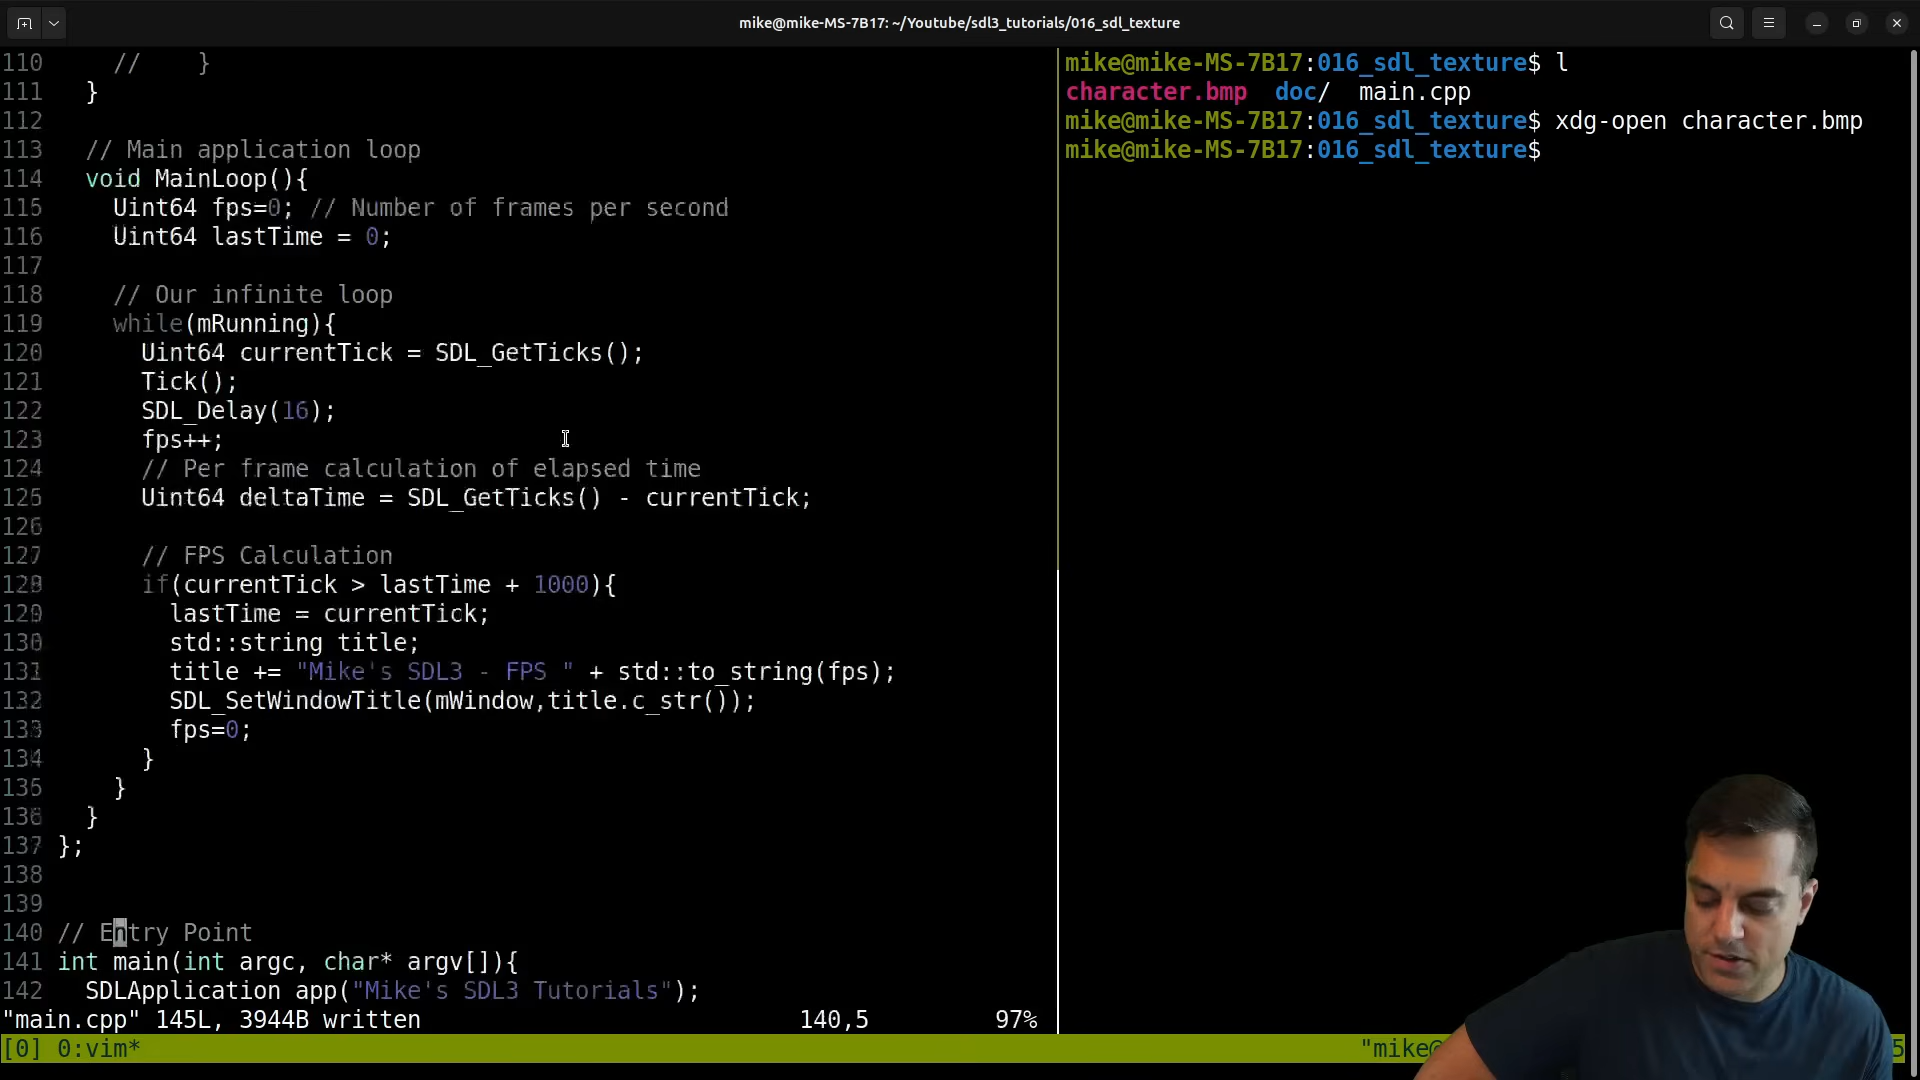 mike@mike-MS-7B17: ~/Youtube/sdl3_tutorials/016_sdl_texture
110 //    }
111 }
112
113 // Main application loop
114 void MainLoop(){
115 Uint64 fps=0; // Number of frames per second
116 Uint64 lastTime = 0;
117
118 // Our infinite loop
119 while(mRunning){
120 Uint64 currentTick = SDL_GetTicks();
121 Tick();
122 SDL_Delay(16);
123 fps++;
124 // Per frame calculation of elapsed time
125 Uint64 deltaTime = SDL_GetTicks() - currentTick;
126
127 // FPS Calculation
128 if(currentTick > lastTime + 1000){
129 lastTime = currentTick;
130 std::string title;
131 title += "Mike's SDL3 - FPS " + std::to_string(fps);
132 SDL_SetWindowTitle(mWindow,title.c_str());
133 fps=0;
134 }
135 }
136 }
137 };
138
139
140 // Entry Point
141 int main(int argc, char* argv[]){
142 SDLApplication app("Mike's SDL3 Tutorials");
"main.cpp" 145L, 3944B written 140,5 97%
mike@mike-MS-7B17:016_sdl_texture$ l
character.bmp  doc/  main.cpp
mike@mike-MS-7B17:016_sdl_texture$ xdg-open character.bmp
mike@mike-MS-7B17:016_sdl_texture$
[0] 0:vim* "mike@